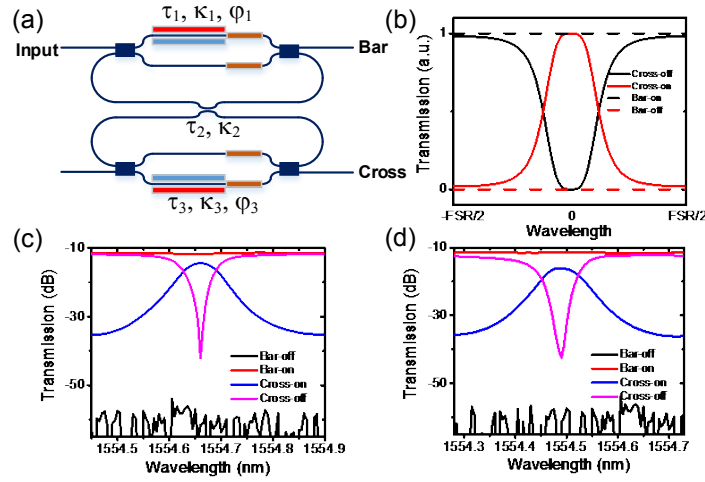 (a)
τ1, κ1, φ1
Input
Bar
τ2, κ2
Cross
τ3, κ3, φ3
(b)
Transmission (a.u.)
1
0
Cross-off
Cross-on
Bar-on
Bar-off
-FSR/2 0 FSR/2
Wavelength
(c)
Transmission (dB)
-10
-30
-50
Bar-off
Bar-on
Cross-on
Cross-off
1554.5 1554.6 1554.7 1554.8 1554.9
Wavelength (nm)
(d)
Transmission (dB)
-10
-30
-50
Bar-off
Bar-on
Cross-on
Cross-off
1554.3 1554.4 1554.5 1554.6 1554.7
Wavelength (nm)